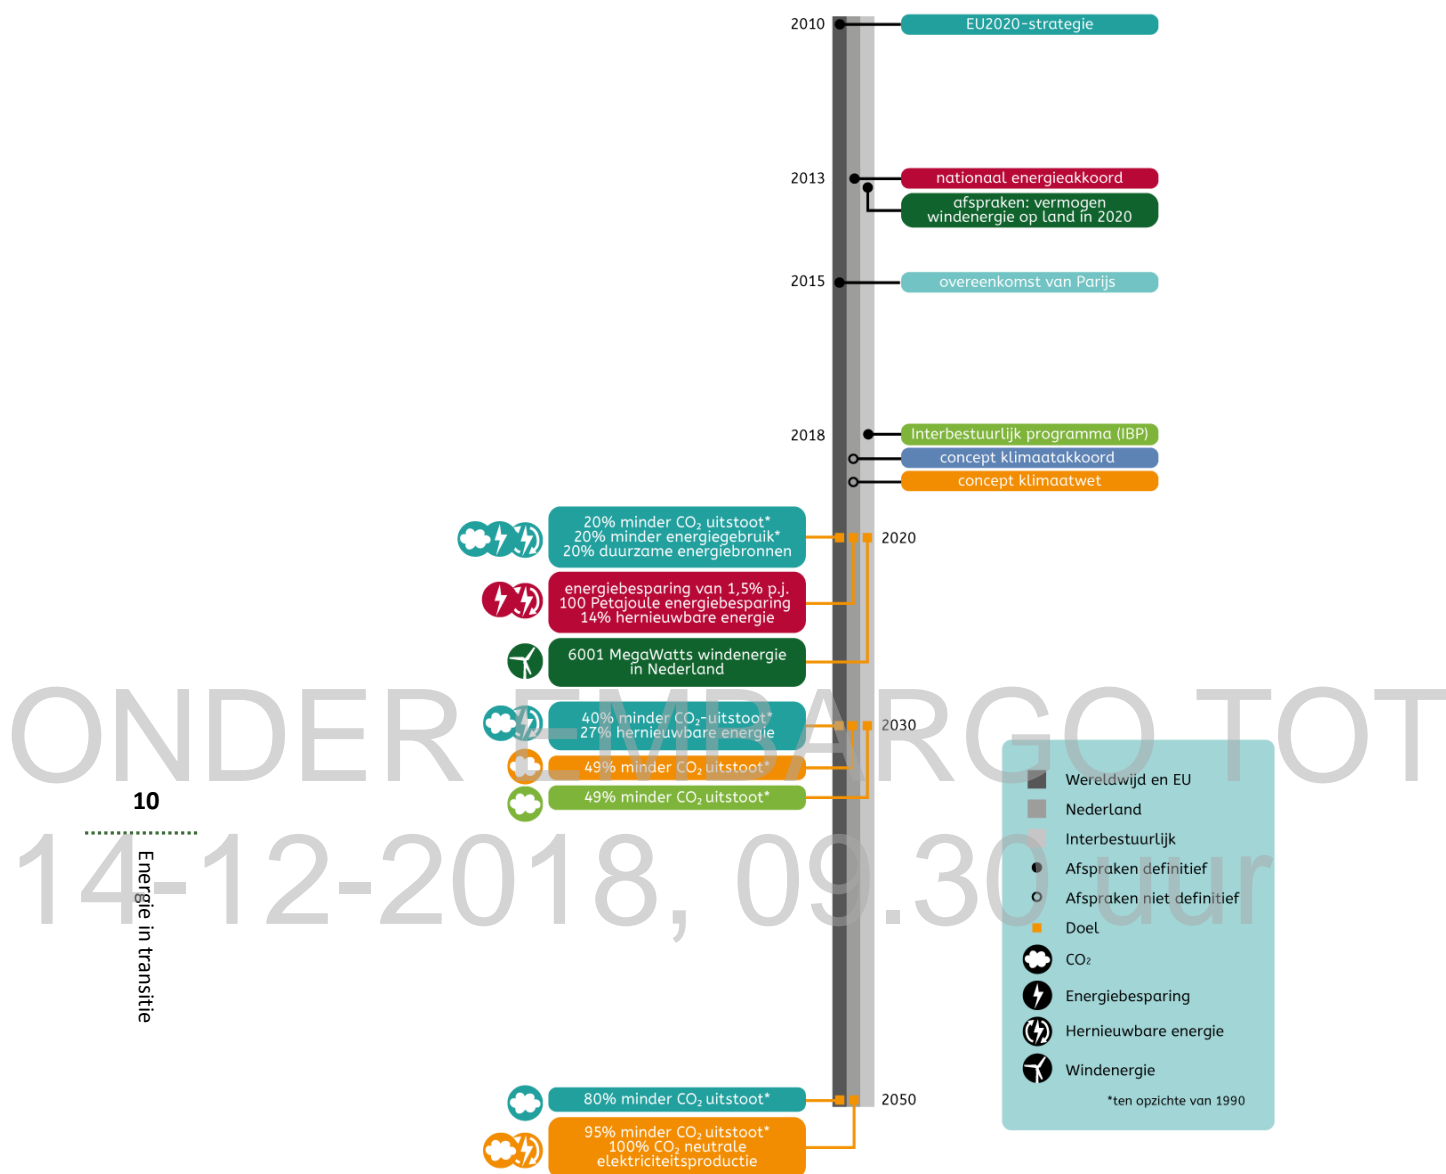 2010
EU2020-strategie
2013
nationaal energieakkoord
afspraken: vermogen
windenergie op land in 2020
2015
overeenkomst van Parijs
2018
Interbestuurlijk programma (IBP)
concept klimaatakkoord
concept klimaatwet
20% minder CO₂ uitstoot*
20% minder energiegebruik*
20% duurzame energiebronnen
2020
energiebesparing van 1,5% p.j.
100 Petajoule energiebesparing
14% hernieuwbare energie
6001 MegaWatts windenergie
in Nederland
40% minder CO₂-uitstoot*
27% hernieuwbare energie
2030
49% minder CO₂ uitstoot*
49% minder CO₂ uitstoot*
ONDER EMBARGO TOT
14-12-2018, 09.30 uur
10
Energie in transitie
Wereldwijd en EU
Nederland
Interbestuurlijk
Afspraken definitief
Afspraken niet definitief
Doel
CO₂
Energiebesparing
Hernieuwbare energie
Windenergie
*ten opzichte van 1990
80% minder CO₂ uitstoot*
2050
95% minder CO₂ uitstoot*
100% CO₂ neutrale
elektriciteitsproductie